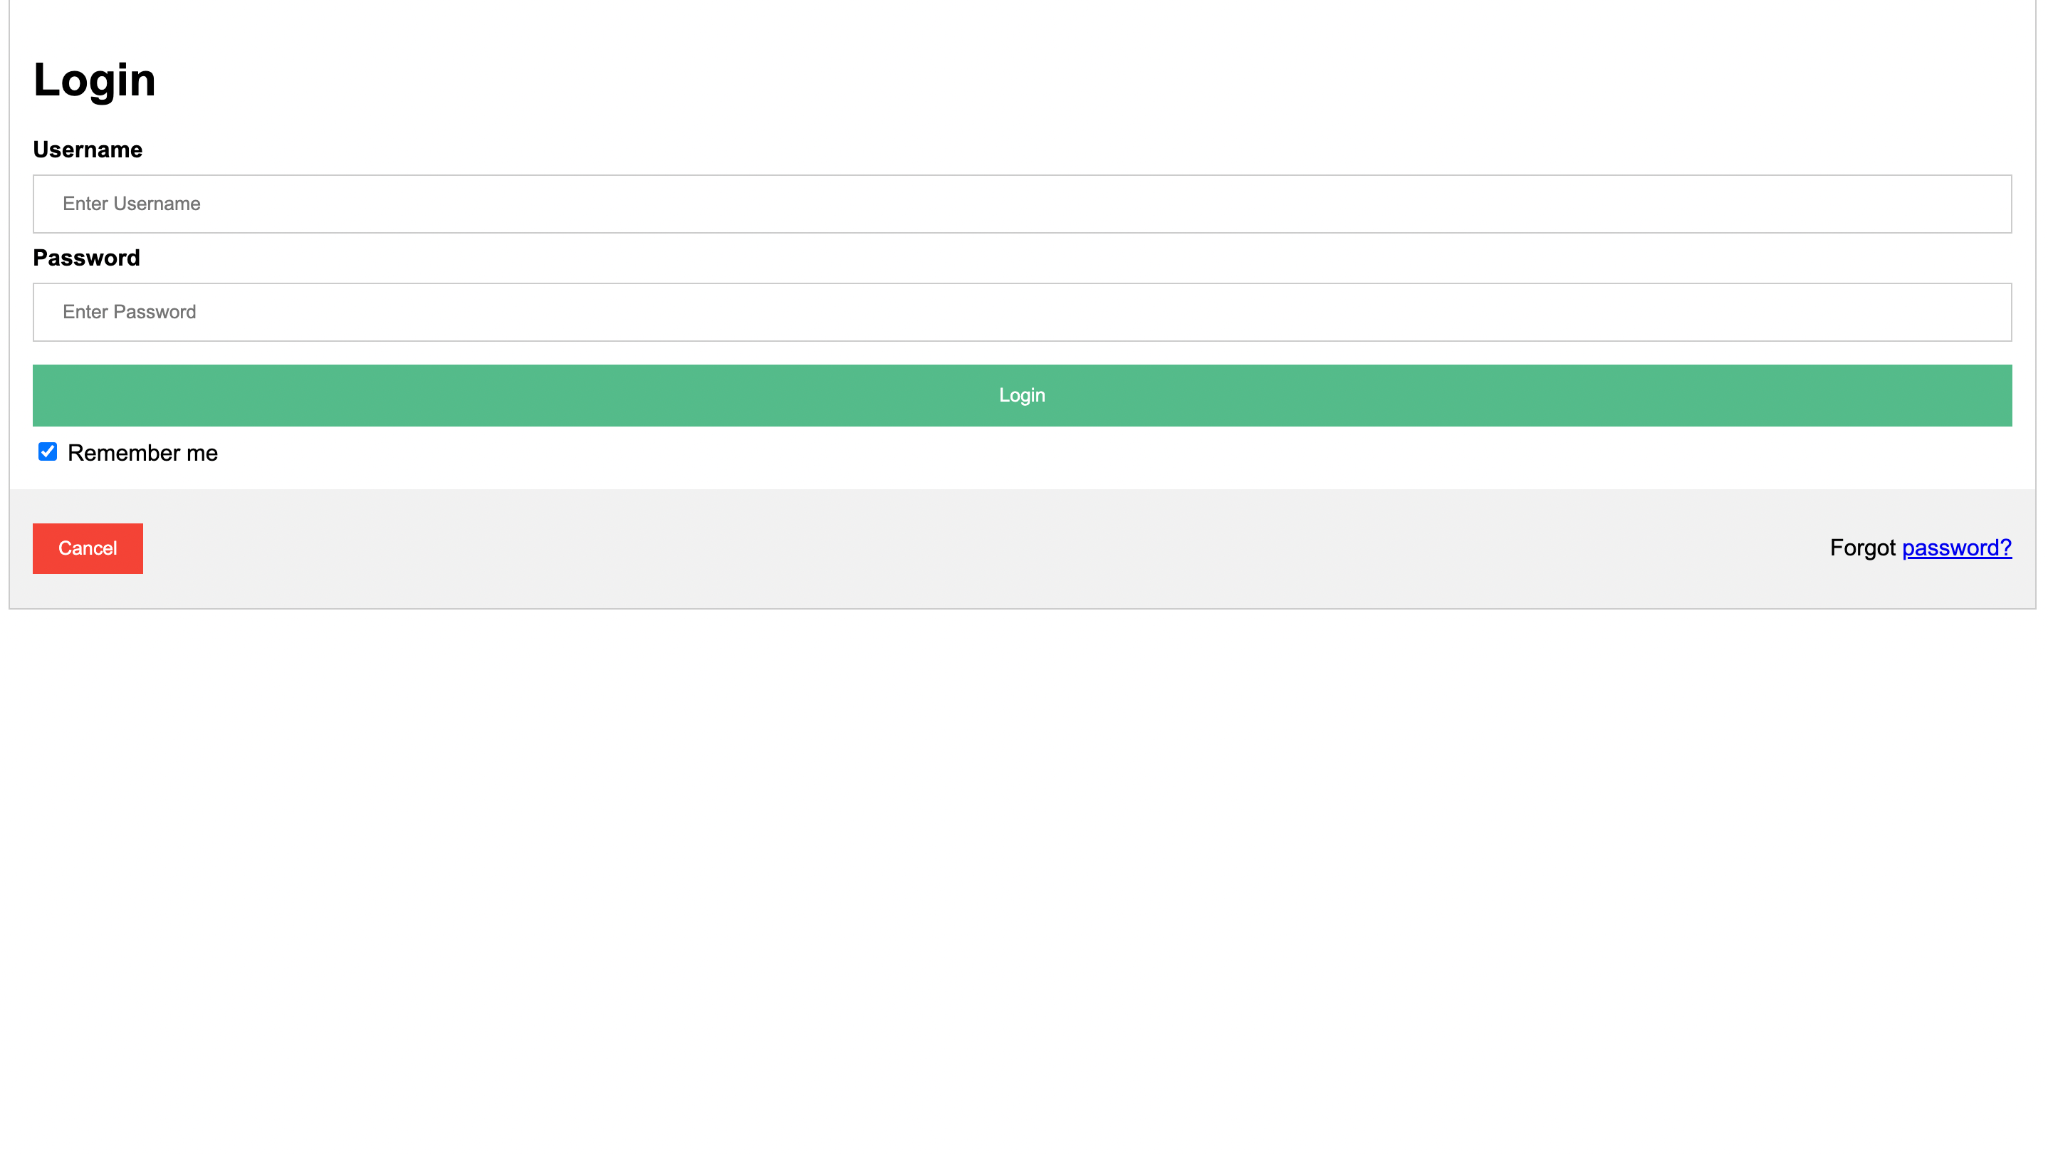 Login
Username
Enter Username
Password
Enter Password
Login
Remember me
Cancel
Forgot password?